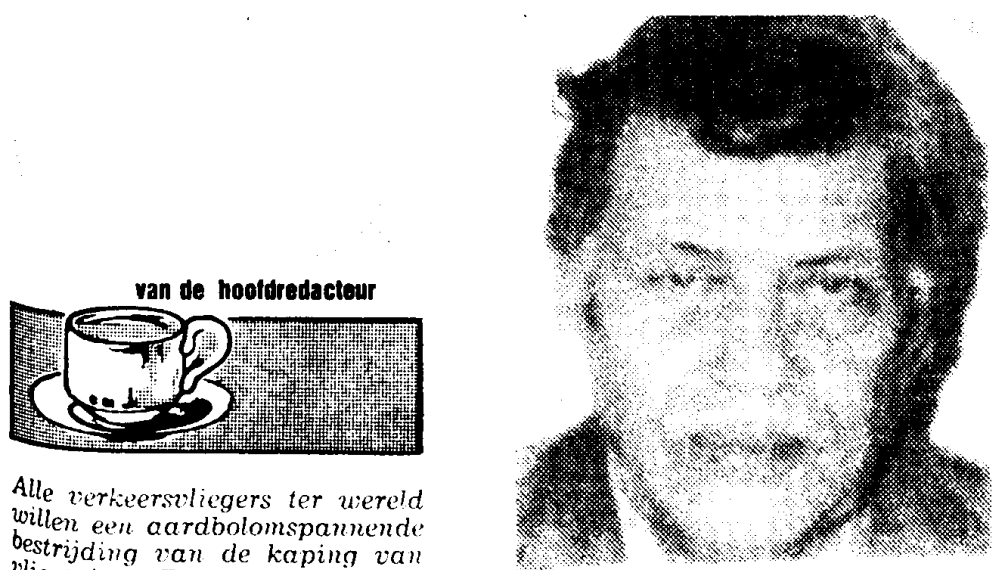 van de hoofdredacteur
Alle verkeersvliegers ter wereld
willen een aardbolomspannende
bestrijding van de kaping van